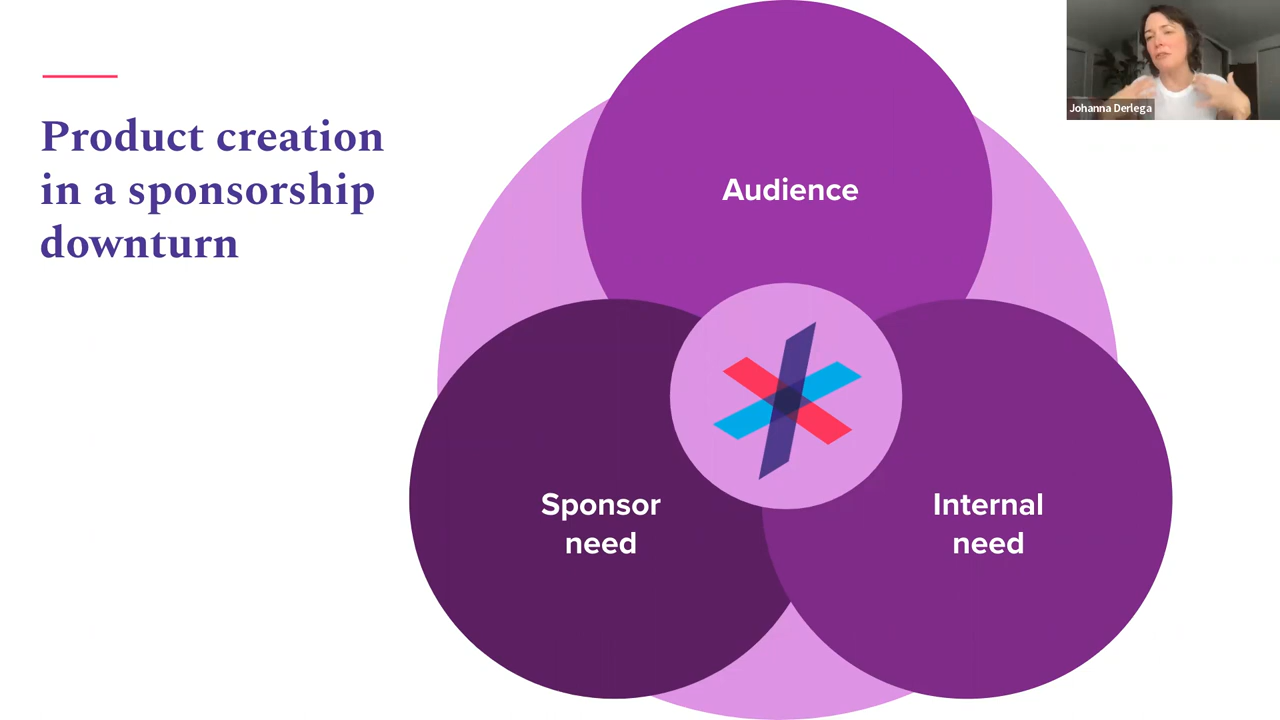 Product creation
in a sponsorship
downturn
Audience
Sponsor
need
Internal
need
Johanna Derlega